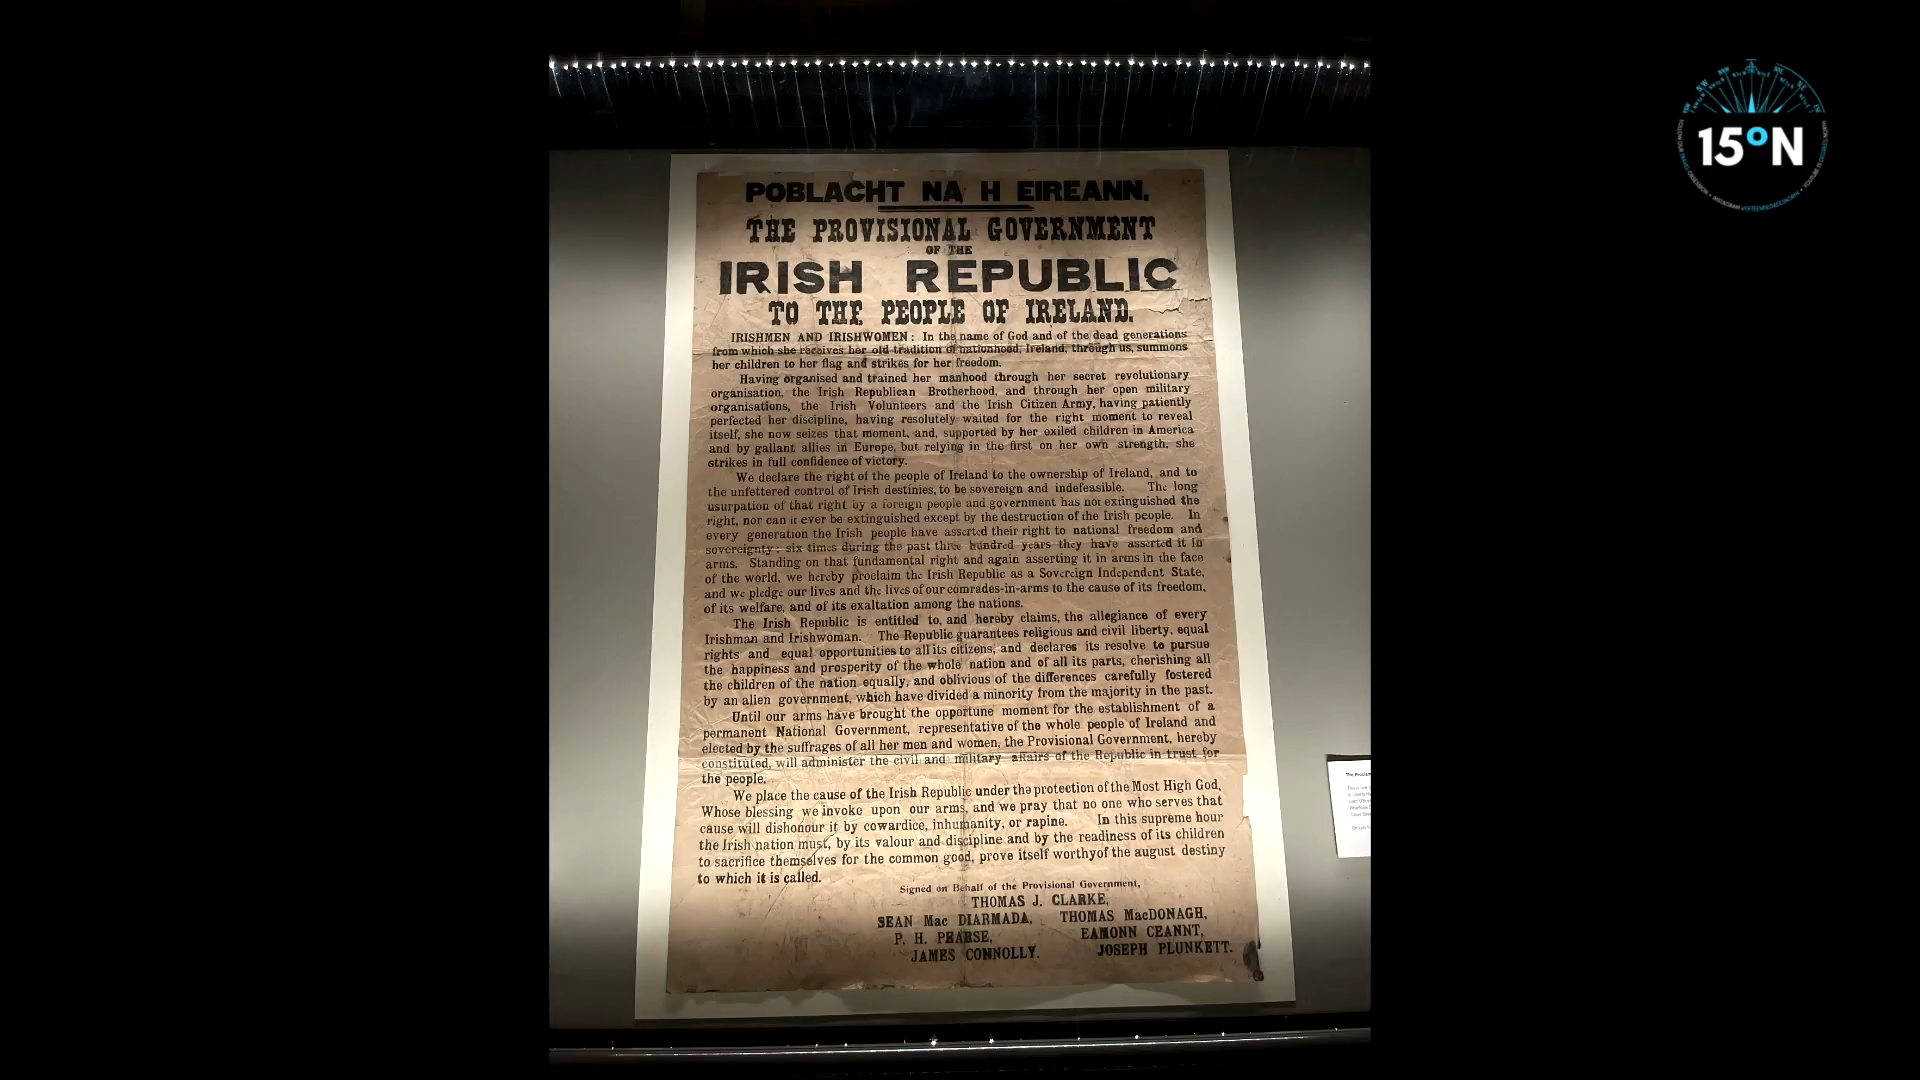 POBLACHT NA H EIREANN.
THE PROVISIONAL GOVERNMENT
OF THE
IRISH REPUBLIC
TO THE PEOPLE OF IRELAND.
IRISHMEN AND IRISHWOMEN: In the name of God and of the dead generations
from which she receives her old tradition of nationhood, Ireland, through us, summons
her children to her flag and strikes for her freedom.
Having organised and trained her manhood through her secret revolutionary
organisation, the Irish Republican Brotherhood, and through her open military
organisations, the Irish Volunteers and the Irish Citizen Army, having patiently
perfected her discipline, having resolutely waited for the right moment to reveal
itself, she now seizes that moment, and, supported by her exiled children in America
and by gallant allies in Europe, but relying in the first on her own strength, she
strikes in full confidence of victory.
We declare the right of the people of Ireland to the ownership of Ireland, and to
the unfettered control of Irish destinies, to be sovereign and indefeasible. The long
usurpation of that right by a foreign people and government has not extinguished the
right, nor can it ever be extinguished except by the destruction of the Irish people. In
every generation the Irish people have asserted their right to national freedom and
sovereignty; six times during the past three hundred years they have asserted it in
arms. Standing on that fundamental right and again asserting it in arms in the face
of the world, we hereby proclaim the Irish Republic as a Sovereign Independent State,
and we pledge our lives and the lives of our comrades-in-arms to the cause of its freedom,
of its welfare, and of its exaltation among the nations.
The Irish Republic is entitled to, and hereby claims, the allegiance of every
Irishman and Irishwoman. The Republic guarantees religious and civil liberty, equal
rights and equal opportunities to all its citizens, and declares its resolve to pursue
the happiness and prosperity of the whole nation and of all its parts, cherishing all
the children of the nation equally, and oblivious of the differences carefully fostered
by an alien government, which have divided a minority from the majority in the past.
Until our arms have brought the opportune moment for the establishment of a
permanent National Government, representative of the whole people of Ireland and
elected by the suffrages of all her men and women, the Provisional Government, hereby
constituted, will administer the civil and military affairs of the Republic in trust for
the people.
We place the cause of the Irish Republic under the protection of the Most High God,
Whose blessing we invoke upon our arms, and we pray that no one who serves that
cause will dishonour it by cowardice, inhumanity, or rapine. In this supreme hour
the Irish nation must, by its valour and discipline and by the readiness of its children
to sacrifice themselves for the common good, prove itself worthy of the august destiny
to which it is called.
Signed on Behalf of the Provisional Government,
THOMAS J. CLARKE,
SEAN Mac DIARMADA, THOMAS MacDONAGH,
P. H. PEARSE, EAMONN CEANNT,
JAMES CONNOLLY. JOSEPH PLUNKETT.
15°N